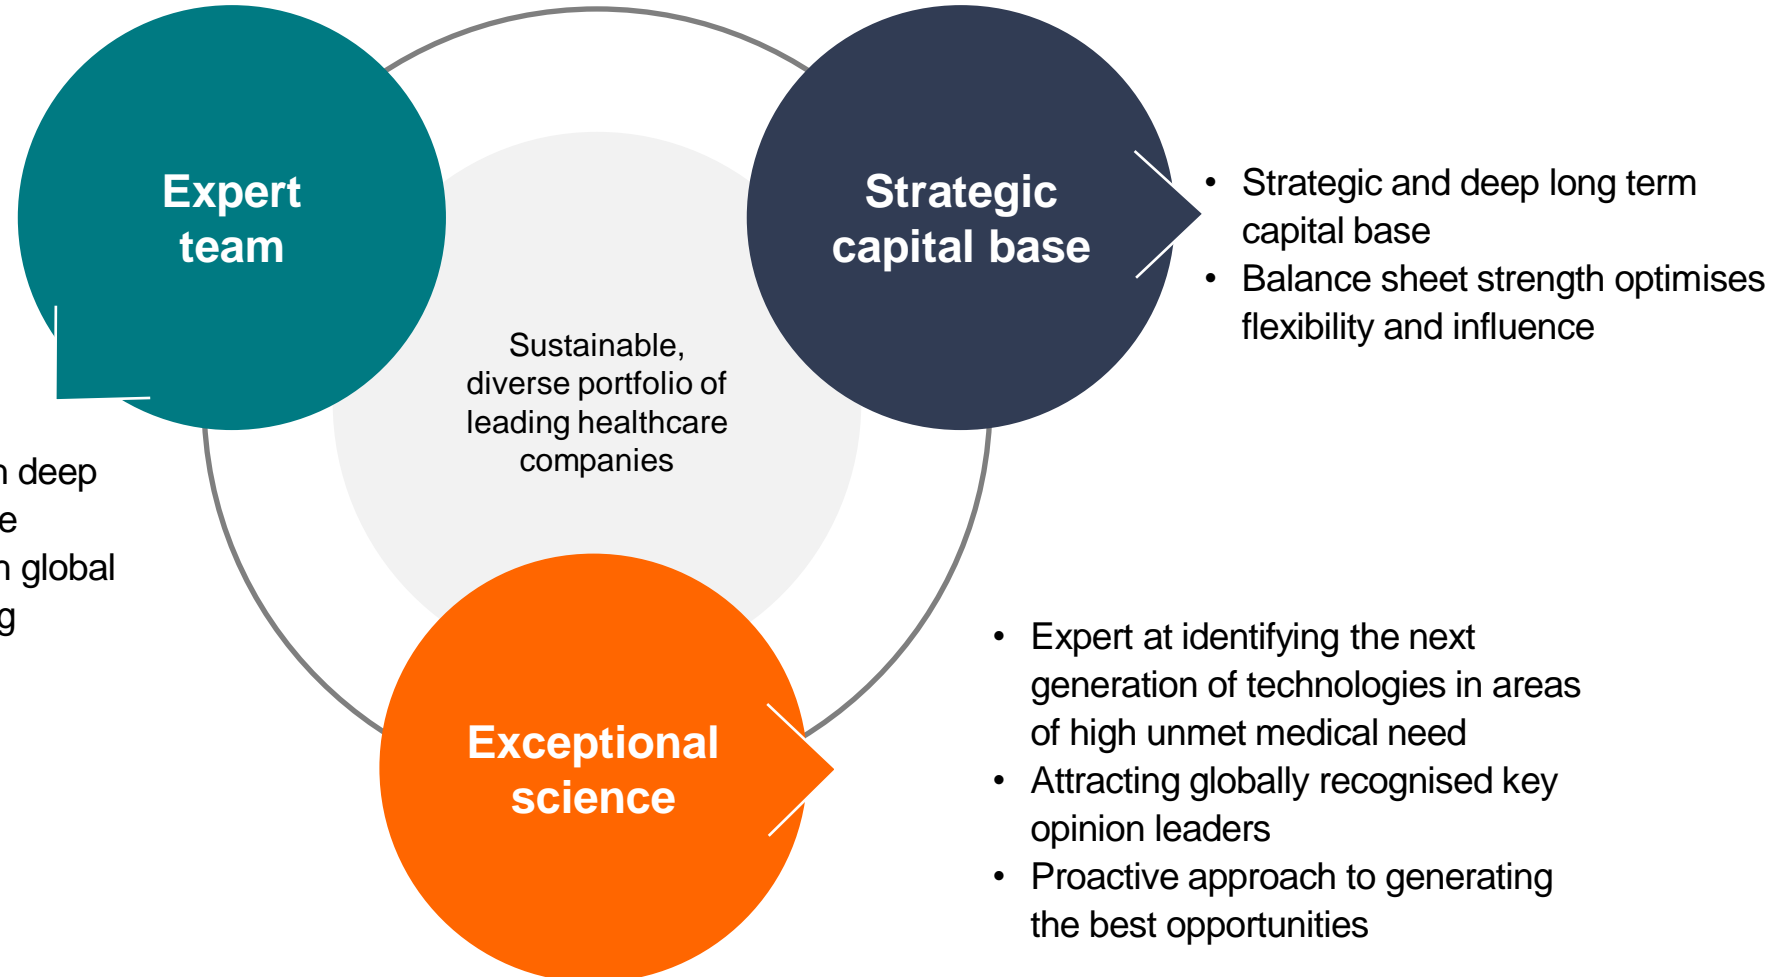 Expert
team
Strategic
capital base
• Strategic and deep long term
capital base
• Balance sheet strength optimises
flexibility and influence
Sustainable,
diverse portfolio of
leading healthcare
companies
deep
global
Exceptional
science
• Expert at identifying the next
generation of technologies in areas
of high unmet medical need
• Attracting globally recognised key
opinion leaders
• Proactive approach to generating
the best opportunities